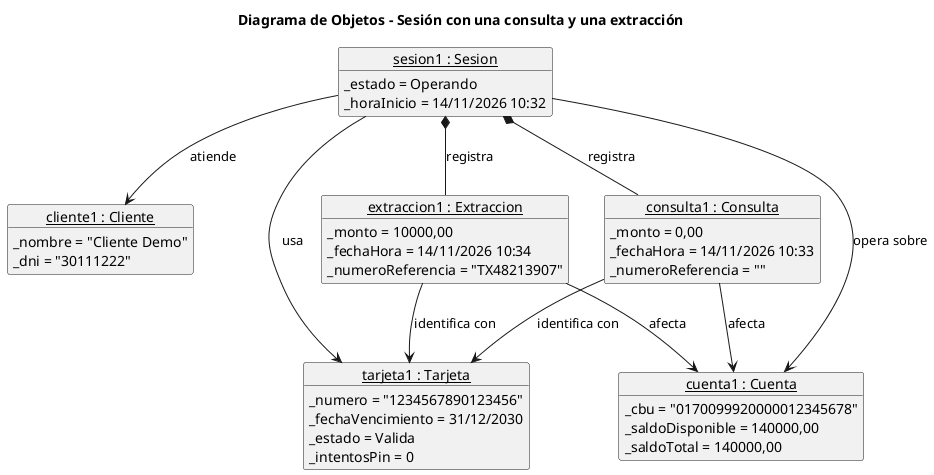 Diagrama de Objetos - Sesión con una consulta y una extracción
sesion1 : Sesion
_estado = Operando
_horaInicio = 14/11/2026 10:32
atiende
registra
registra
cliente1 : Cliente
_nombre = "Cliente Demo"
_dni = "30111222"
usa
extraccion1 : Extraccion
_monto = 10000,00
_fechaHora = 14/11/2026 10:34
_numeroReferencia = "TX48213907"
consulta1 : Consulta
_monto = 0,00
_fechaHora = 14/11/2026 10:33
_numeroReferencia = ""
opera sobre
identifica con
identifica con
afecta
afecta
tarjeta1 : Tarjeta
_numero = "1234567890123456"
_fechaVencimiento = 31/12/2030
_estado = Valida
_intentosPin = 0
cuenta1 : Cuenta
_cbu = "0170099920000012345678"
_saldoDisponible = 140000,00
_saldoTotal = 140000,00